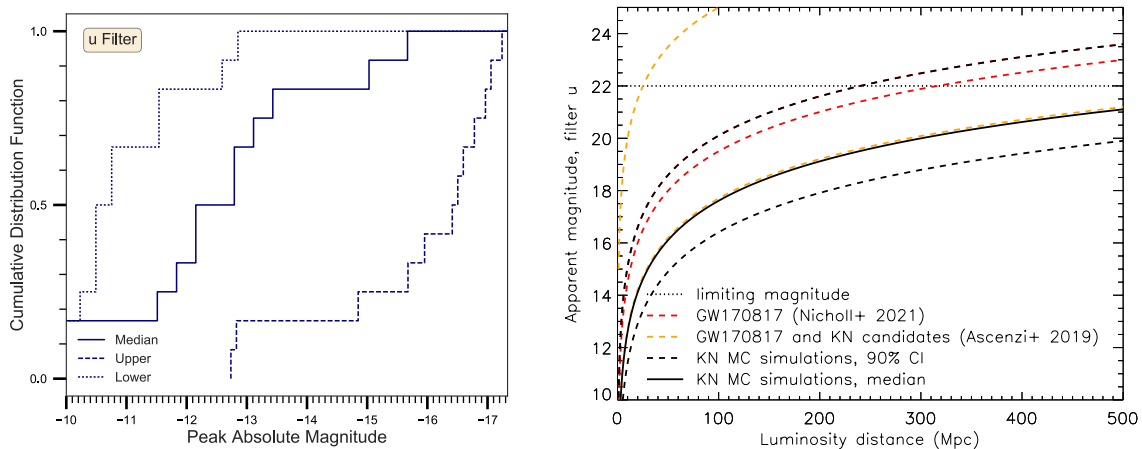 u Filter
Cumulative Distribution Function
1.0
0.5
0.0
Median
Upper
Lower
−10 −11 −12 −13 −14 −15 −16 −17
Peak Absolute Magnitude
Apparent magnitude, filter u
24
22
20
18
16
14
12
10
limiting magnitude
GW170817 (Nicholl+ 2021)
GW170817 and KN candidates (Ascenzi+ 2019)
KN MC simulations, 90% CI
KN MC simulations, median
0 100 200 300 400 500
Luminosity distance (Mpc)